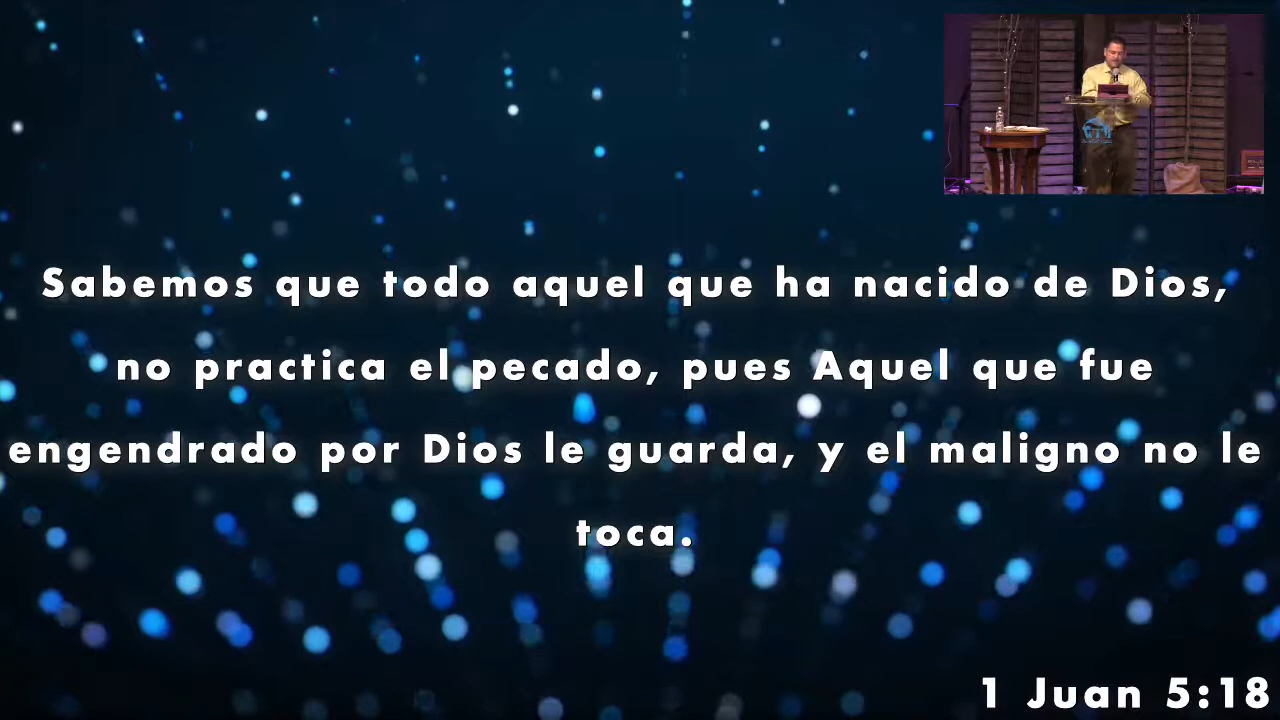 Sabemos que todo aquel que ha nacido de Dios,
no practica el pecado, pues Aquel que fue
engendrado por Dios le guarda, y el maligno no le
toca.
1 Juan 5:18